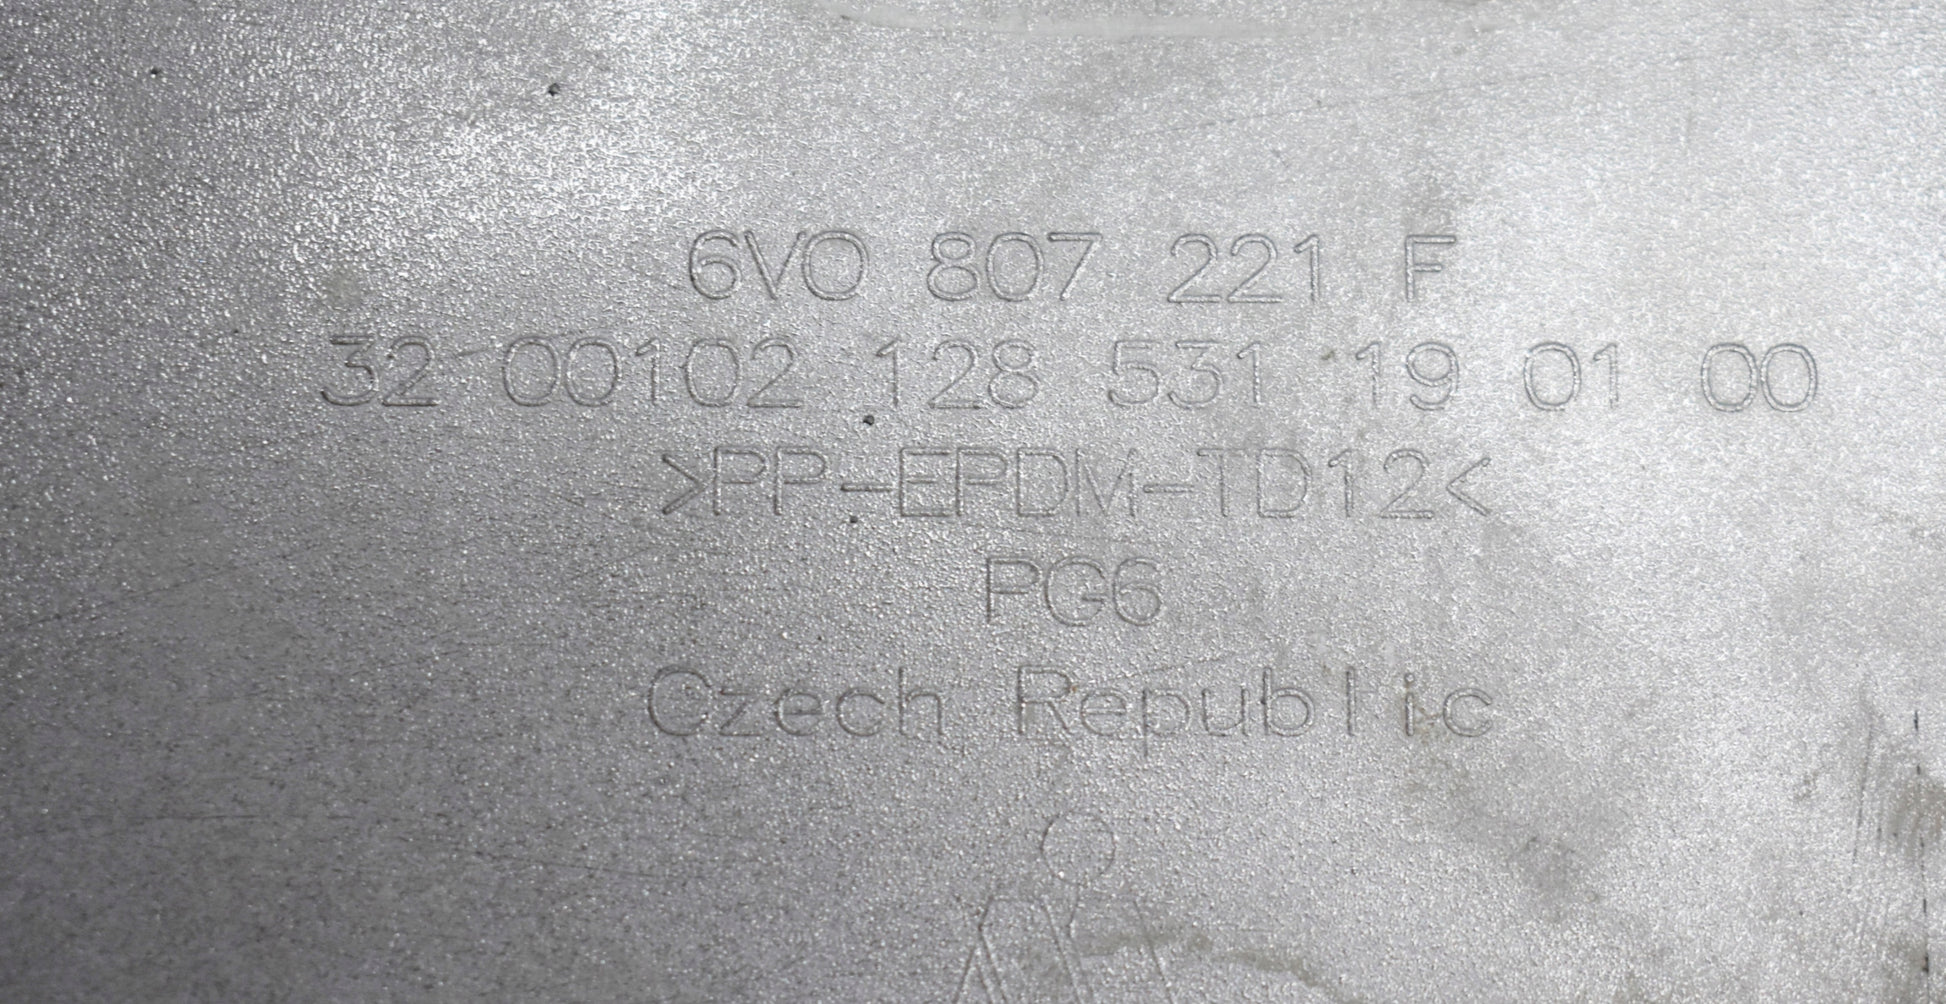 6V0 807 221 F
32 00102 128 531 19 01 00
>PP-EPDM-TD12<
PG6
Czech Republic